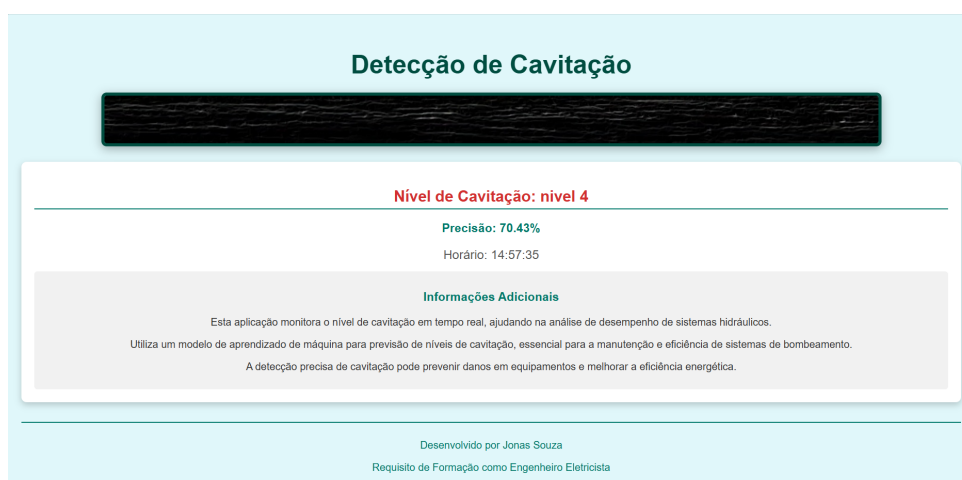 Detecção de Cavitação
Nível de Cavitação: nivel 4
Precisão: 70.43%
Horário: 14:57:35
Informações Adicionais
Esta aplicação monitora o nível de cavitação em tempo real, ajudando na análise de desempenho de sistemas hidráulicos.
Utiliza um modelo de aprendizado de máquina para previsão de níveis de cavitação, essencial para a manutenção e eficiência de sistemas de bombeamento.
A detecção precisa de cavitação pode prevenir danos em equipamentos e melhorar a eficiência energética.
Desenvolvido por Jonas Souza
Requisito de Formação como Engenheiro Eletricista